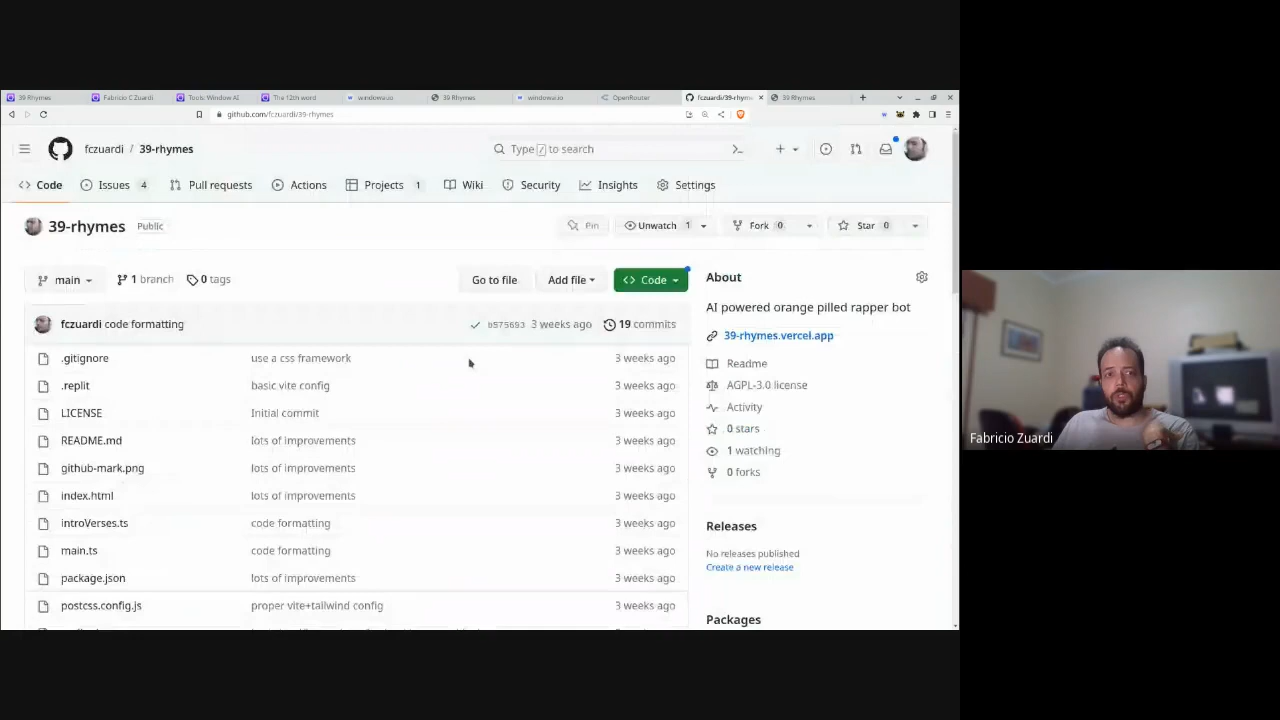 39 Rhymes Fabricio C Zuardi Tools: Window AI The 12th word windowai.io 39 Rhymes windowai.io OpenRouter fczuardi/39-rhym 39 Rhymes
github.com/fczuardi/39-rhymes
fczuardi / 39-rhymes Type / to search
Code Issues 4 Pull requests Actions Projects 1 Wiki Security Insights Settings
39-rhymes Public Pin Unwatch 1 Fork 0 Star 0
main 1 branch 0 tags Go to file Add file Code
fczuardi code formatting b575693 3 weeks ago 19 commits
.gitignore use a css framework 3 weeks ago
.replit basic vite config 3 weeks ago
LICENSE Initial commit 3 weeks ago
README.md lots of improvements 3 weeks ago
github-mark.png lots of improvements 3 weeks ago
index.html lots of improvements 3 weeks ago
introVerses.ts code formatting 3 weeks ago
main.ts code formatting 3 weeks ago
package.json lots of improvements 3 weeks ago
postcss.config.js proper vite+tailwind config 3 weeks ago
About
AI powered orange pilled rapper bot
39-rhymes.vercel.app
Readme
AGPL-3.0 license
Activity
0 stars
1 watching
0 forks
Releases
No releases published
Create a new release
Packages
Fabricio Zuardi